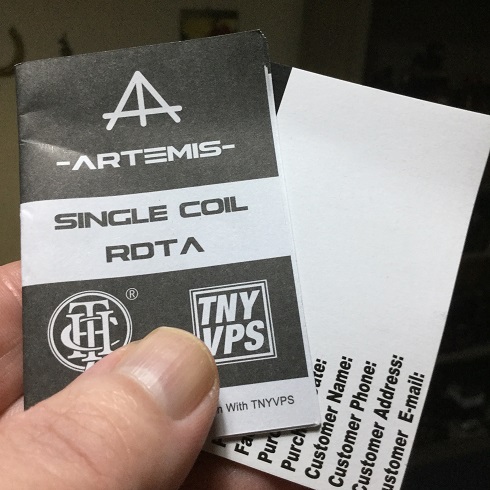 -ARTEMIS-
SINGLE COIL
RDTA
®
TNY
VPS
With TNYVPS
Customer Name:
Customer Phone:
Customer Address:
Customer E-mail: